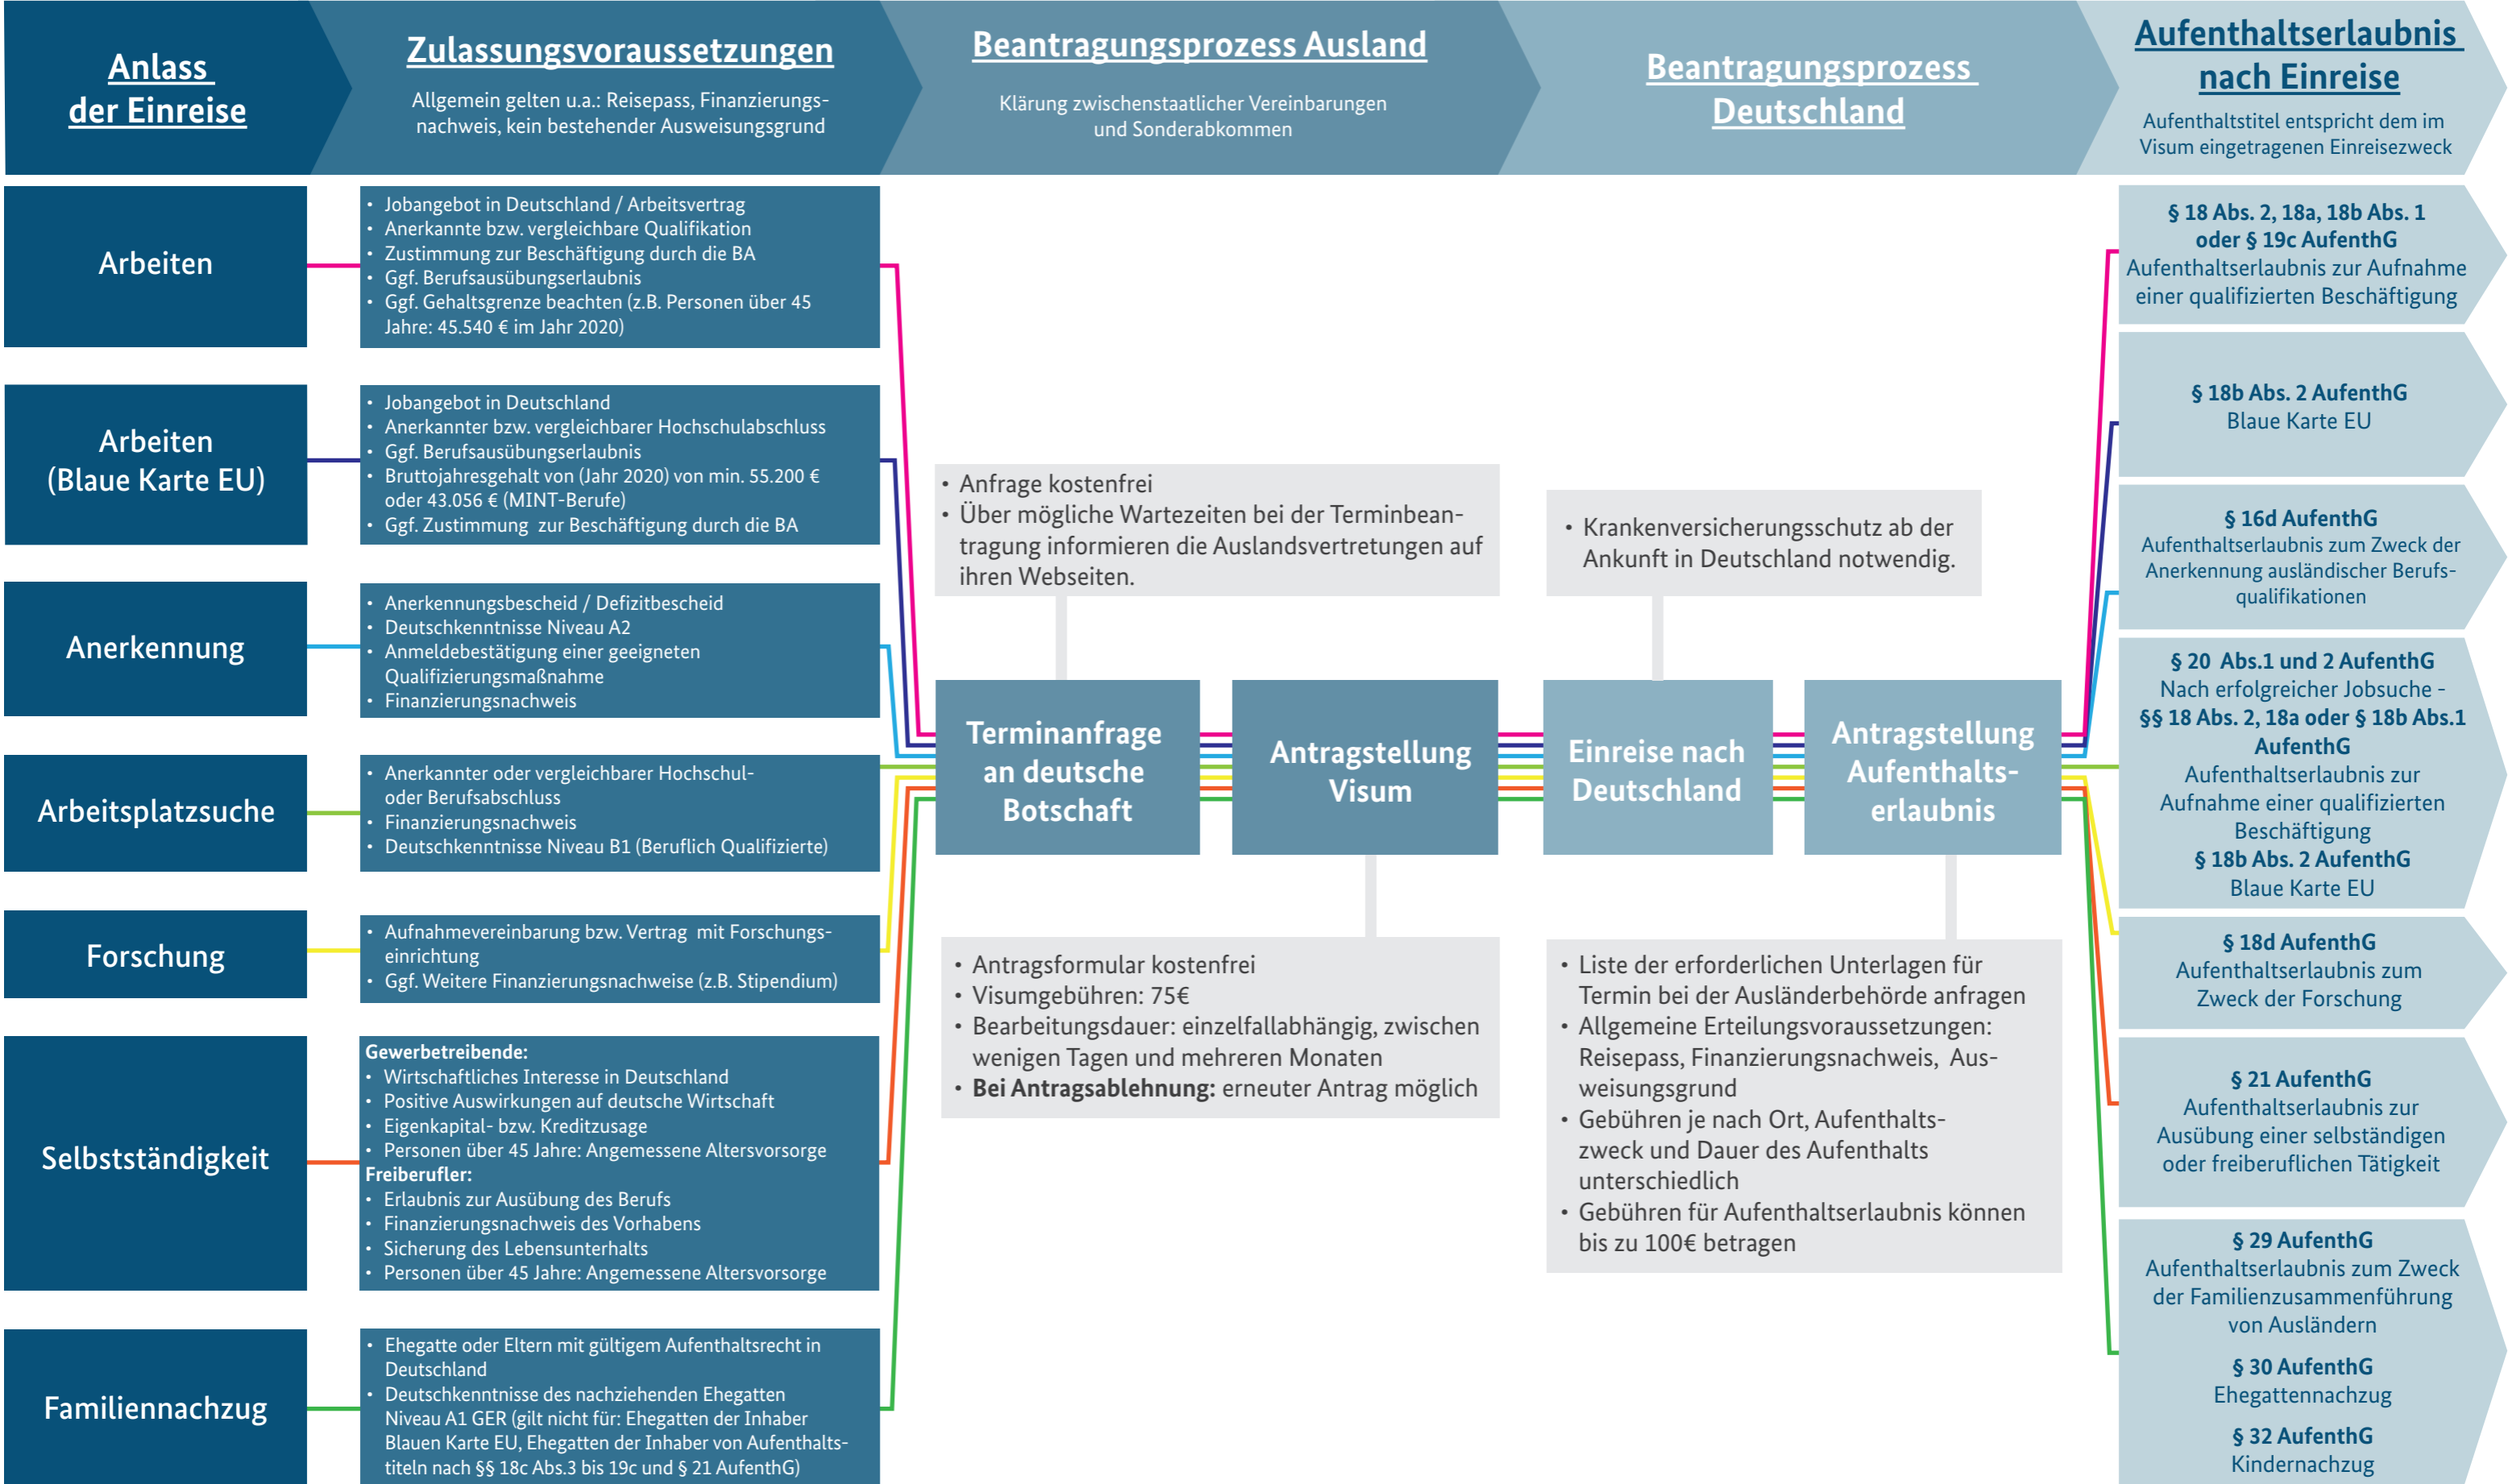 Anlass
der Einreise
Zulassungsvoraussetzungen
Allgemein gelten u.a.: Reisepass, Finanzierungs-
nachweis, kein bestehender Ausweisungsgrund
Beantragungsprozess Ausland
Klärung zwischenstaatlicher Vereinbarungen
und Sonderabkommen
Beantragungsprozess
Deutschland
Aufenthaltserlaubnis
nach Einreise
Aufenthaltstitel entspricht dem im
Visum eingetragenen Einreisezweck
Arbeiten
• Jobangebot in Deutschland / Arbeitsvertrag
• Anerkannte bzw. vergleichbare Qualifikation
• Zustimmung zur Beschäftigung durch die BA
• Ggf. Berufsausübungserlaubnis
• Ggf. Gehaltsgrenze beachten (z.B. Personen über 45
Jahre: 45.540 € im Jahr 2020)
Arbeiten
(Blaue Karte EU)
• Jobangebot in Deutschland
• Anerkannter bzw. vergleichbarer Hochschulabschluss
• Ggf. Berufsausübungserlaubnis
• Bruttojahresgehalt von (Jahr 2020) von min. 55.200 €
oder 43.056 € (MINT-Berufe)
• Ggf. Zustimmung zur Beschäftigung durch die BA
Anerkennung
• Anerkennungsbescheid / Defizitbescheid
• Deutschkenntnisse Niveau A2
• Anmeldebestätigung einer geeigneten
Qualifizierungsmaßnahme
• Finanzierungsnachweis
Arbeitsplatzsuche
• Anerkannter oder vergleichbarer Hochschul-
oder Berufsabschluss
• Finanzierungsnachweis
• Deutschkenntnisse Niveau B1 (Beruflich Qualifizierte)
Forschung
• Aufnahmevereinbarung bzw. Vertrag mit Forschungs-
einrichtung
• Ggf. Weitere Finanzierungsnachweise (z.B. Stipendium)
Selbstständigkeit
Gewerbetreibende:
• Wirtschaftliches Interesse in Deutschland
• Positive Auswirkungen auf deutsche Wirtschaft
• Eigenkapital- bzw. Kreditzusage
• Personen über 45 Jahre: Angemessene Altersvorsorge
Freiberufler:
• Erlaubnis zur Ausübung des Berufs
• Finanzierungsnachweis des Vorhabens
• Sicherung des Lebensunterhalts
• Personen über 45 Jahre: Angemessene Altersvorsorge
Familiennachzug
• Ehegatte oder Eltern mit gültigem Aufenthaltsrecht in
Deutschland
• Deutschkenntnisse des nachziehenden Ehegatten
Niveau A1 GER (gilt nicht für: Ehegatten der Inhaber
Blauen Karte EU, Ehegatten der Inhaber von Aufenthalts-
titeln nach §§ 18c Abs.3 bis 19c und § 21 AufenthG)
• Anfrage kostenfrei
• Über mögliche Wartezeiten bei der Terminbean-
tragung informieren die Auslandsvertretungen auf
ihren Webseiten.
Terminanfrage
an deutsche
Botschaft
Antragstellung
Visum
• Antragsformular kostenfrei
• Visumgebühren: 75€
• Bearbeitungsdauer: einzelfallabhängig, zwischen
wenigen Tagen und mehreren Monaten
• Bei Antragsablehnung: erneuter Antrag möglich
• Krankenversicherungsschutz ab der
Ankunft in Deutschland notwendig.
Einreise nach
Deutschland
Antragstellung
Aufenthalts-
erlaubnis
• Liste der erforderlichen Unterlagen für
Termin bei der Ausländerbehörde anfragen
• Allgemeine Erteilungsvoraussetzungen:
Reisepass, Finanzierungsnachweis, Aus-
weisungsgrund
• Gebühren je nach Ort, Aufenthalts-
zweck und Dauer des Aufenthalts
unterschiedlich
• Gebühren für Aufenthaltserlaubnis können
bis zu 100€ betragen
§ 18 Abs. 2, 18a, 18b Abs. 1
oder § 19c AufenthG
Aufenthaltserlaubnis zur Aufnahme
einer qualifizierten Beschäftigung
§ 18b Abs. 2 AufenthG
Blaue Karte EU
§ 16d AufenthG
Aufenthaltserlaubnis zum Zweck der
Anerkennung ausländischer Berufs-
qualifikationen
§ 20 Abs.1 und 2 AufenthG
Nach erfolgreicher Jobsuche -
§§ 18 Abs. 2, 18a oder § 18b Abs.1
AufenthG
Aufenthaltserlaubnis zur
Aufnahme einer qualifizierten
Beschäftigung
§ 18b Abs. 2 AufenthG
Blaue Karte EU
§ 18d AufenthG
Aufenthaltserlaubnis zum
Zweck der Forschung
§ 21 AufenthG
Aufenthaltserlaubnis zur
Ausübung einer selbständigen
oder freiberuflichen Tätigkeit
§ 29 AufenthG
Aufenthaltserlaubnis zum Zweck
der Familienzusammenführung
von Ausländern
§ 30 AufenthG
Ehegattennachzug
§ 32 AufenthG
Kindernachzug